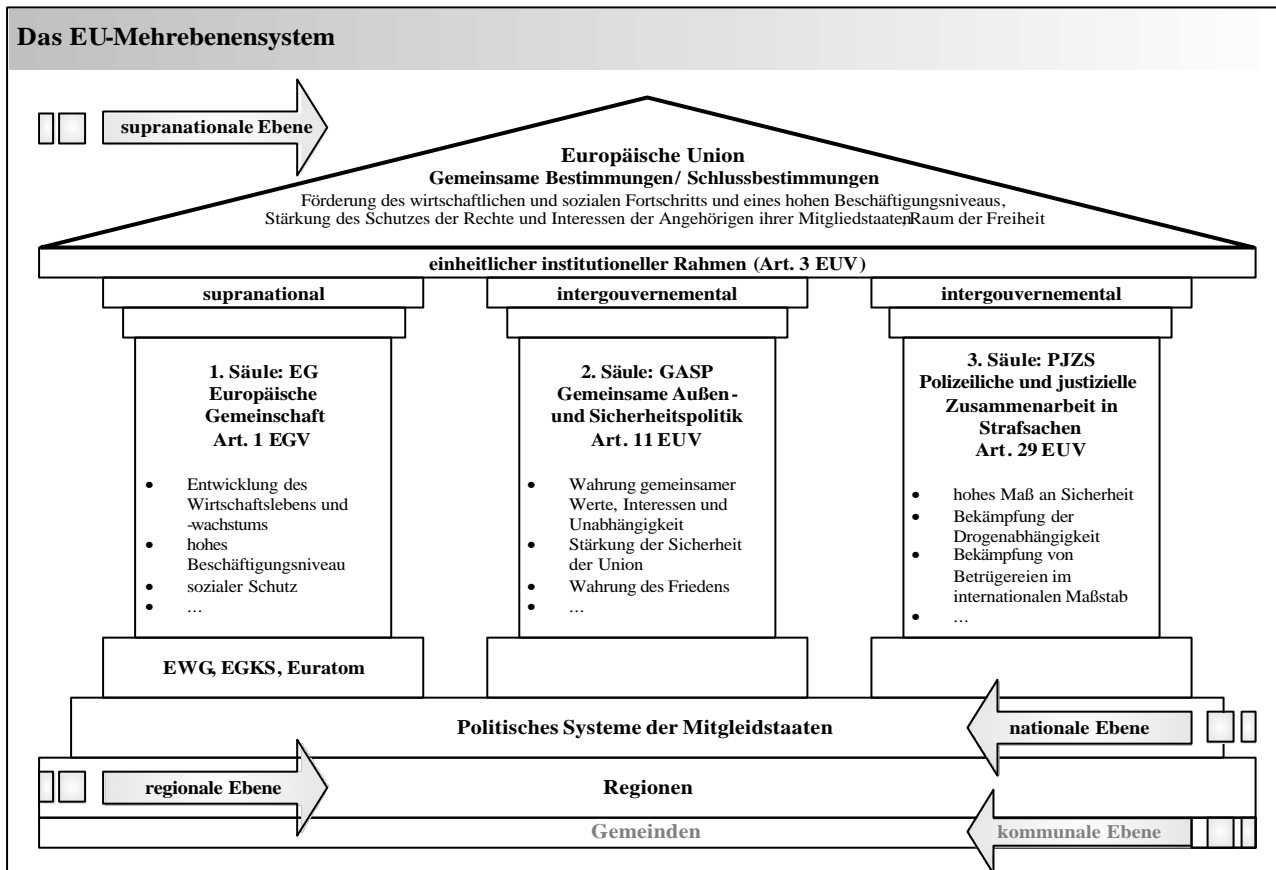 Das EU-Mehrebenensystem
supranationale Ebene
Europäische Union
Gemeinsame Bestimmungen/ Schlussbestimmungen
Förderung des wirtschaftlichen und sozialen Fortschritts und eines hohen Beschäftigungsniveaus,
Stärkung des Schutzes der Rechte und Interessen der Angehörigen ihrer Mitgliedstaaten, Raum der Freiheit
einheitlicher institutioneller Rahmen (Art. 3 EUV)
supranational
1. Säule: EG
Europäische
Gemeinschaft
Art. 1 EGV
• Entwicklung des
Wirtschaftslebens und
-wachstums
• hohes
Beschäftigungsniveau
• sozialer Schutz
• ...
EWG, EGKS, Euratom
intergouvernemental
2. Säule: GASP
Gemeinsame Außen-
und Sicherheitspolitik
Art. 11 EUV
• Wahrung gemeinsamer
Werte, Interessen und
Unabhängigkeit
• Stärkung der Sicherheit
der Union
• Wahrung des Friedens
• ...
intergouvernemental
3. Säule: PJZS
Polizeiliche und justizielle
Zusammenarbeit in
Strafsachen
Art. 29 EUV
• hohes Maß an Sicherheit
• Bekämpfung der
Drogenabhängigkeit
• Bekämpfung von
Betrügereien im
internationalen Maßstab
• ...
Politisches Systeme der Mitgleidstaaten
nationale Ebene
regionale Ebene
Regionen
Gemeinden
kommunale Ebene